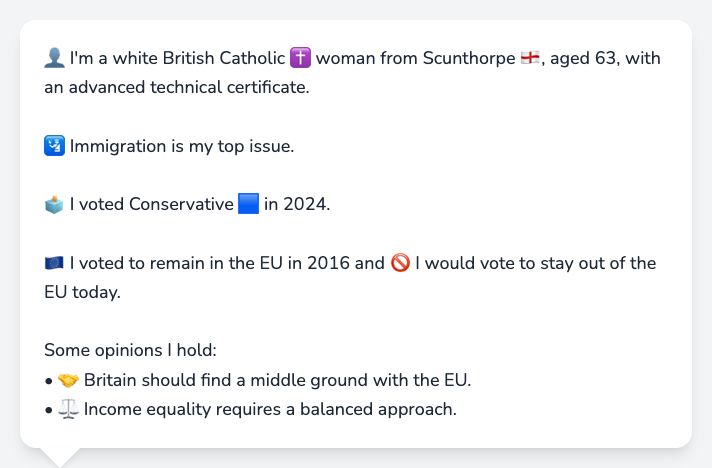 👤 I'm a white British Catholic ✝️ woman from Scunthorpe 🏴󠁧󠁢󠁥󠁮󠁧󠁿, aged 63, with
an advanced technical certificate.
🛂 Immigration is my top issue.
🗳️ I voted Conservative 🟦 in 2024.
🇪🇺 I voted to remain in the EU in 2016 and 🚫 I would vote to stay out of the
EU today.
Some opinions I hold:
• 🤝 Britain should find a middle ground with the EU.
• ⚖️ Income equality requires a balanced approach.